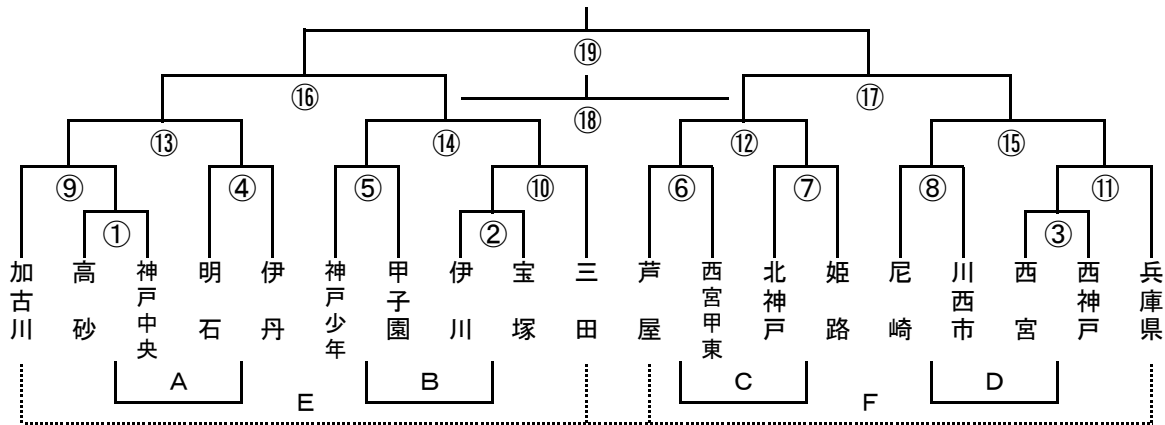 ⑲
⑯ ⑱ ⑰
⑬ ⑭ ⑫ ⑮
⑨ ④ ⑤ ⑩ ⑥ ⑦ ⑧ ⑪
① ② ③
加古川 高砂 神戸中央 明石 伊丹 神戸少年 甲子園 伊川 宝塚 三田 芦屋 西宮甲東 北神戸 姫路 尼崎 川西市 西宮 西神戸 兵庫県
A B C D
E F